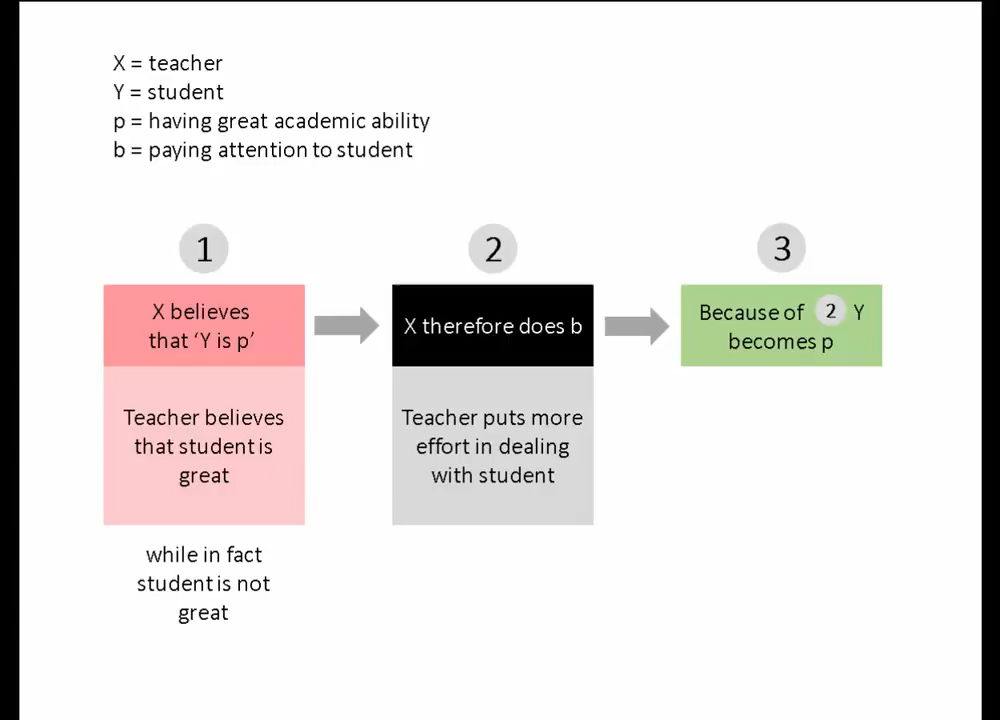 X = teacher
Y = student
p = having great academic ability
b = paying attention to student
1
2
3
X believes
that ‘Y is p’
X therefore does b
Because of 2 Y
becomes p
Teacher believes
that student is
great
Teacher puts more
effort in dealing
with student
while in fact
student is not
great